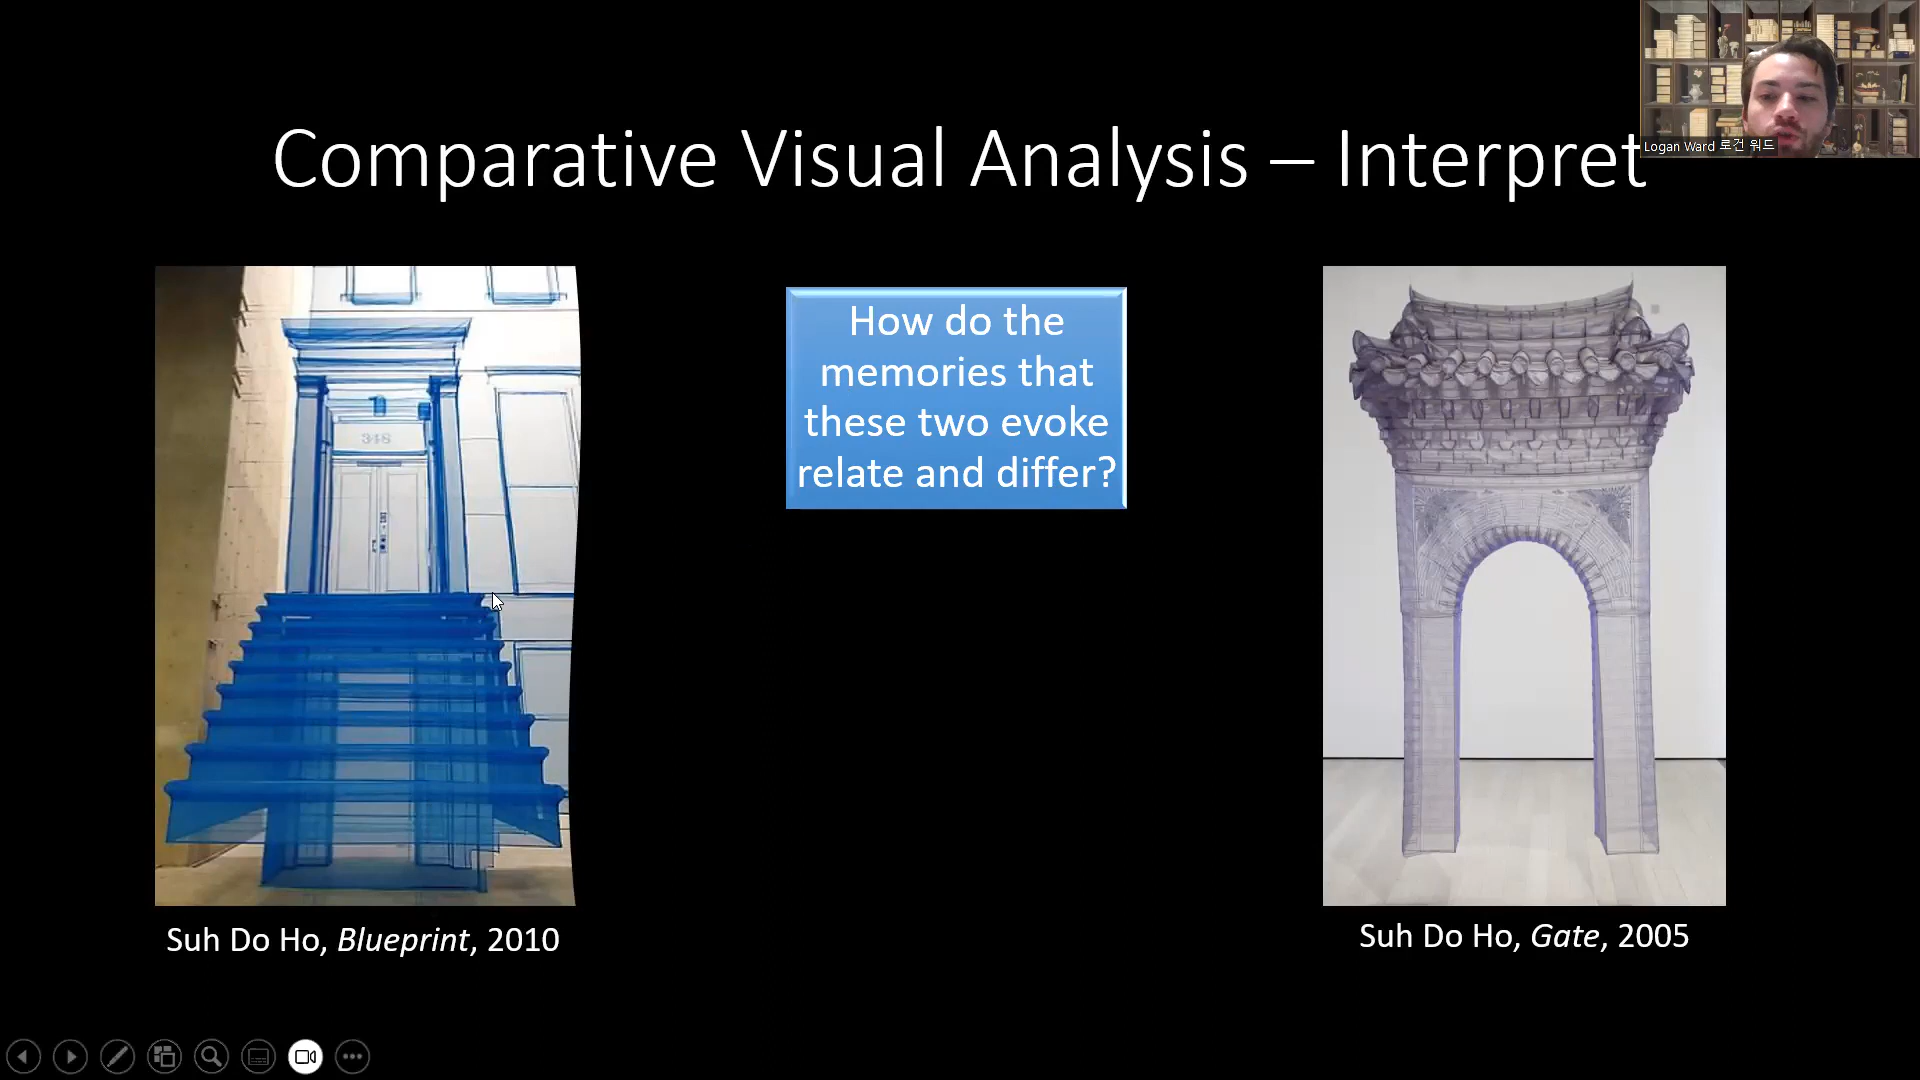 Comparative Visual Analysis – Interpret
Logan Ward 로건 워드
348
How do the
memories that
these two evoke
relate and differ?
Suh Do Ho, Blueprint, 2010
Suh Do Ho, Gate, 2005